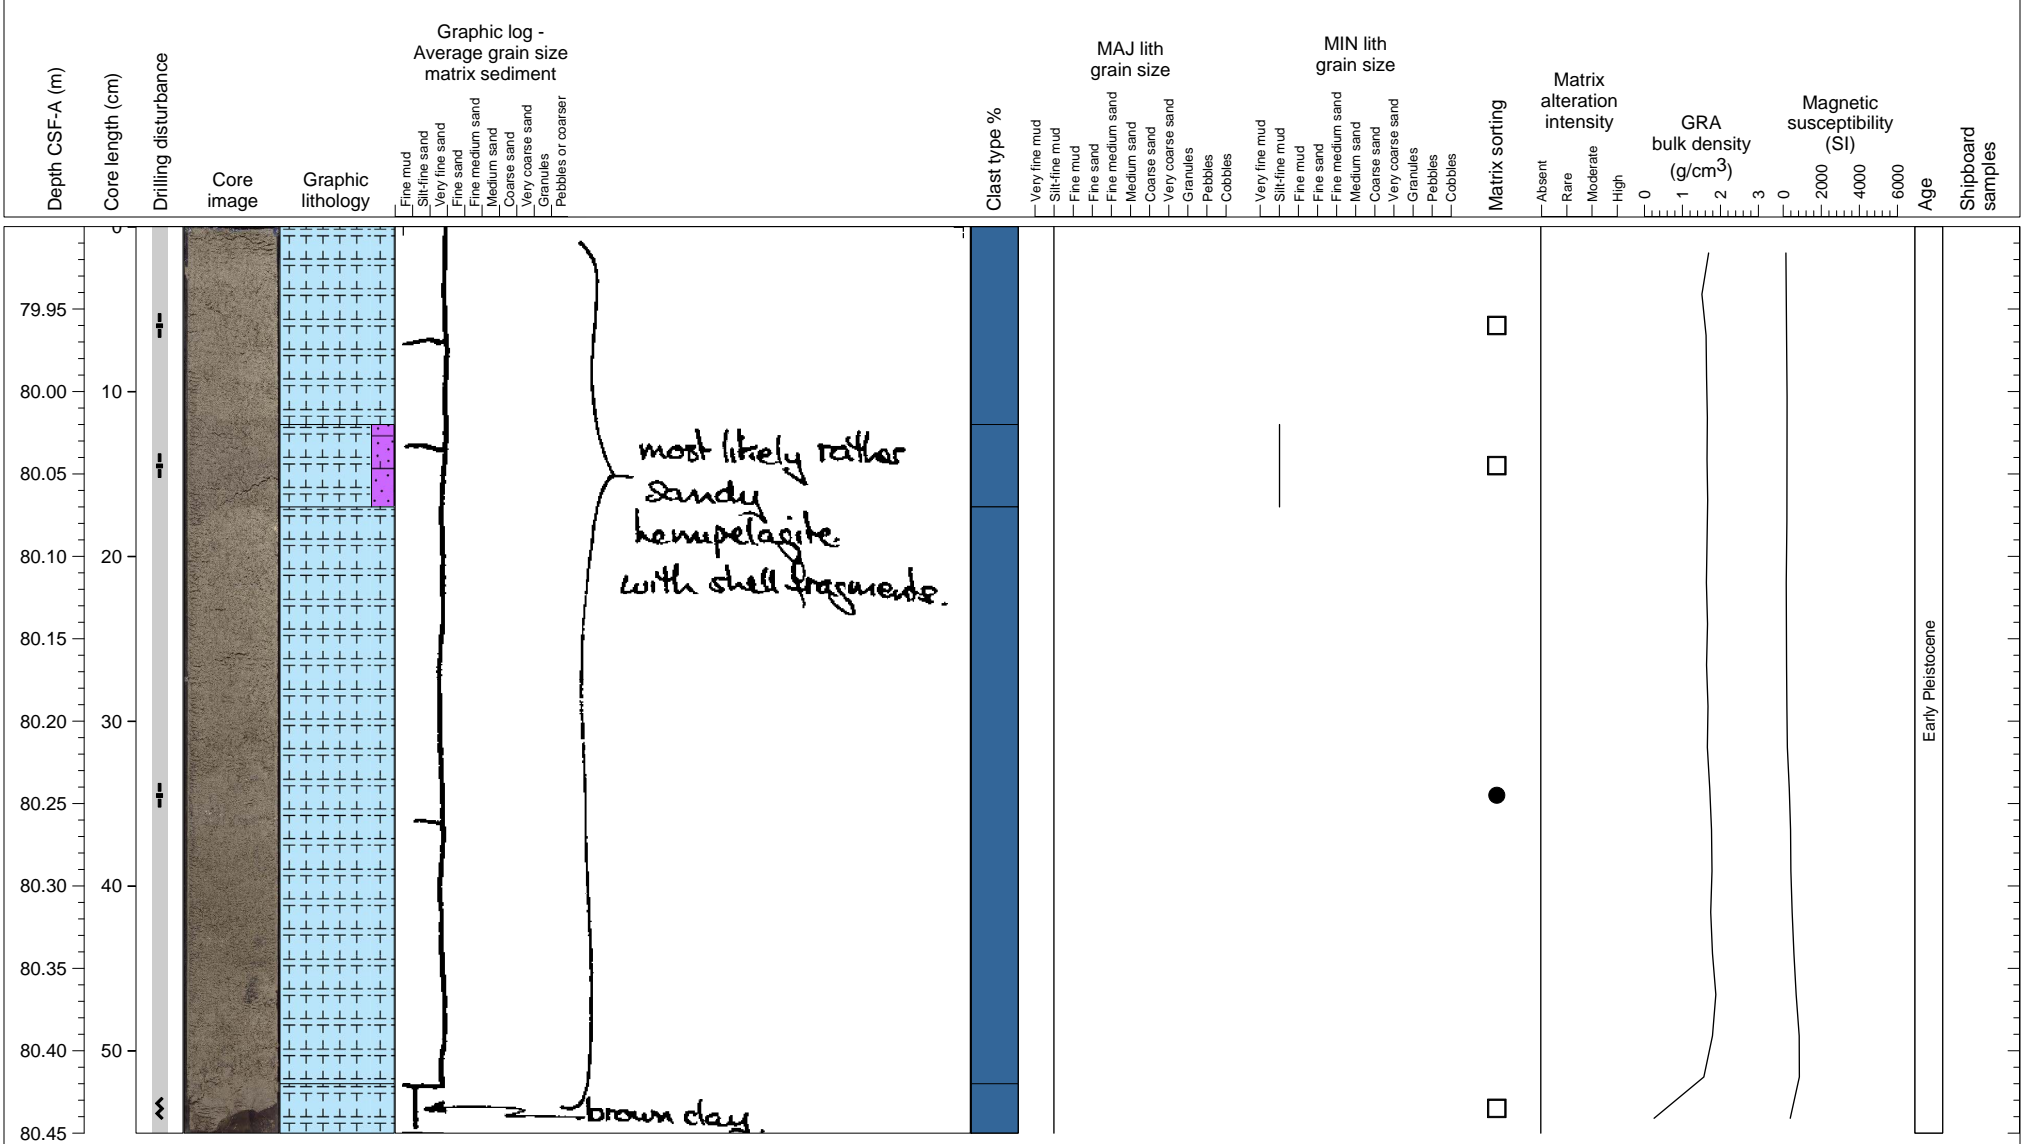 Depth CSF-A (m)
Core length (cm)
Drilling disturbance
Core
image
Graphic
lithology
Graphic log -
Average grain size
matrix sediment
Fine mud
Silt-fine sand
Very fine sand
Fine sand
Fine medium sand
Medium sand
Coarse sand
Very coarse sand
Granules
Pebbles or coarser
Clast type %
MAJ lith
grain size
Very fine mud
Silt-fine mud
Fine mud
Fine sand
Fine medium sand
Medium sand
Coarse sand
Very coarse sand
Granules
Pebbles
Cobbles
MIN lith
grain size
Very fine mud
Silt-fine mud
Fine mud
Fine sand
Fine medium sand
Medium sand
Coarse sand
Very coarse sand
Granules
Pebbles
Cobbles
Matrix sorting
Matrix
alteration
intensity
Absent
Rare
Moderate
High
GRA
bulk density
(g/cm3)
0 1 2 3
Magnetic
susceptibility
(SI)
0 2000 4000 6000
Age
Shipboard
samples
0
79.95
80.00 10
80.05
80.10 20
80.15
80.20 30
80.25
80.30 40
80.35
80.40 50
80.45
most likely rather
sandy
hemipelagite.
with shell fragments.
brown clay.
Early Pleistocene